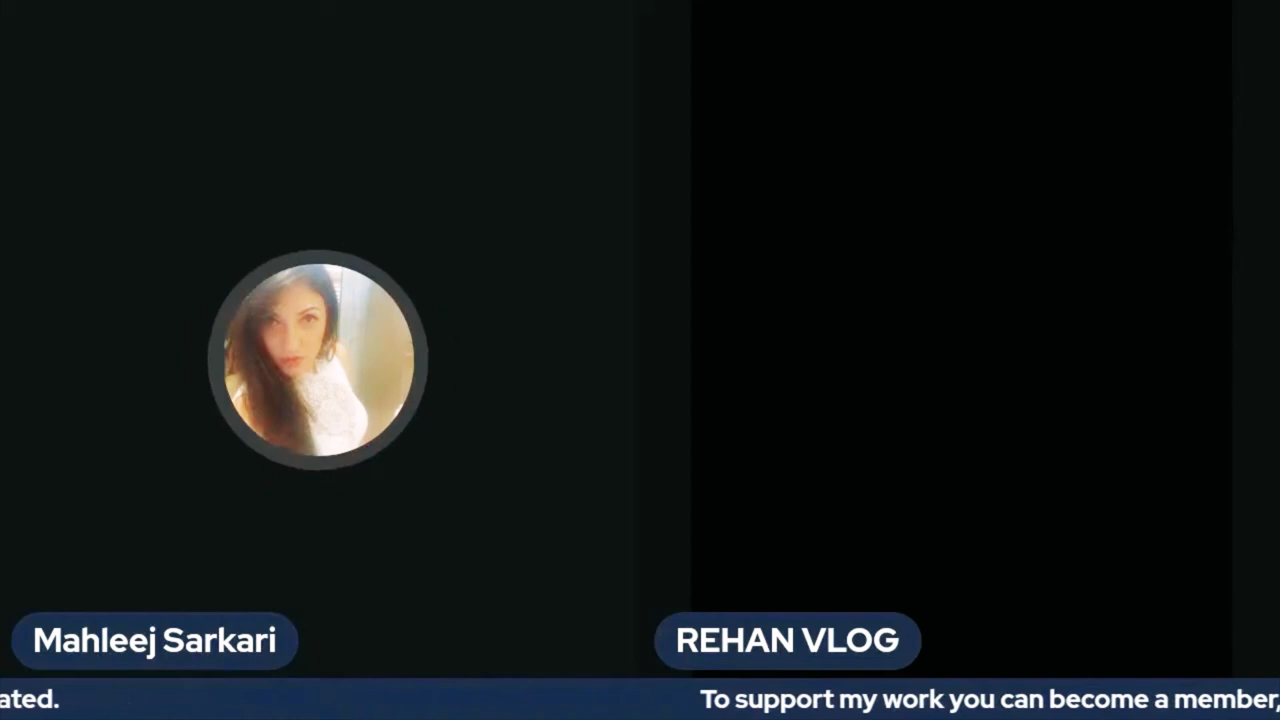 Mahleej Sarkari
REHAN VLOG
ated.
To support my work you can become a member,